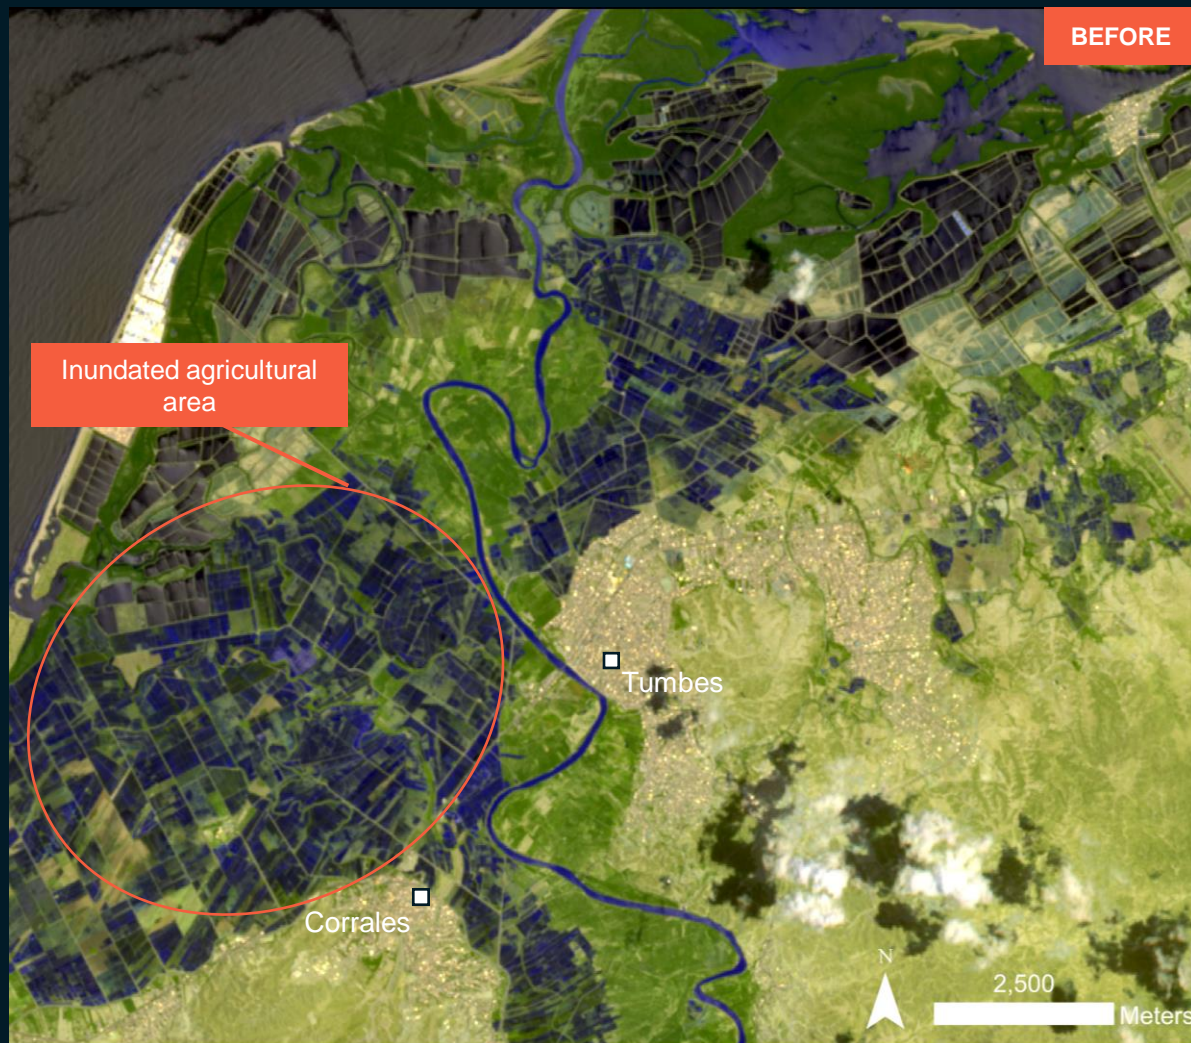 BEFORE
Inundated agricultural
area
Tumbes
Corrales
N
2,500
Meters